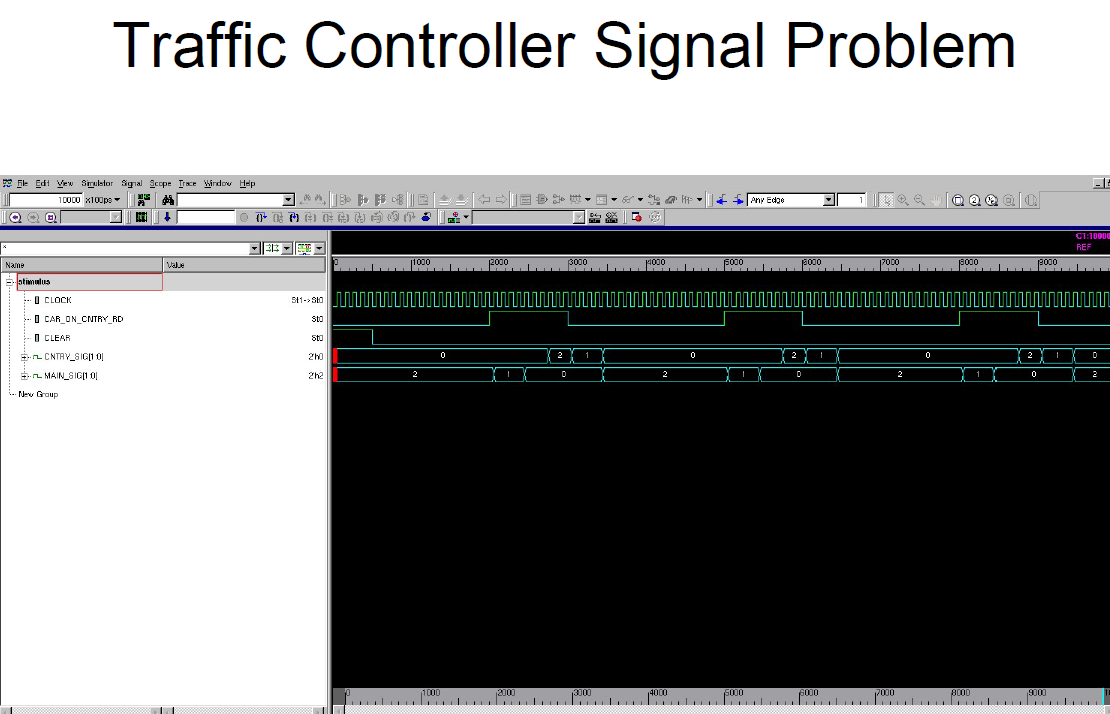 Traffic Controller Signal Problem
File Edit View Simulator Signal Scope Trace Window Help
10000 x100ps Any Edge 1
*
C1:10000
REF
Name Value
0 1000 2000 3000 4000 5000 6000 7000 8000 9000
stimulus
CLOCK St1->St0
CAR_ON_CNTRY_RD St0
CLEAR St0
CNTRY_SIG[1:0] 2'h0 0 2 1 0 2 1 0 2 1 0
MAIN_SIG[1:0] 2'h2 2 1 0 2 1 0 2 1 0 2
New Group
0 1000 2000 3000 4000 5000 6000 7000 8000 9000